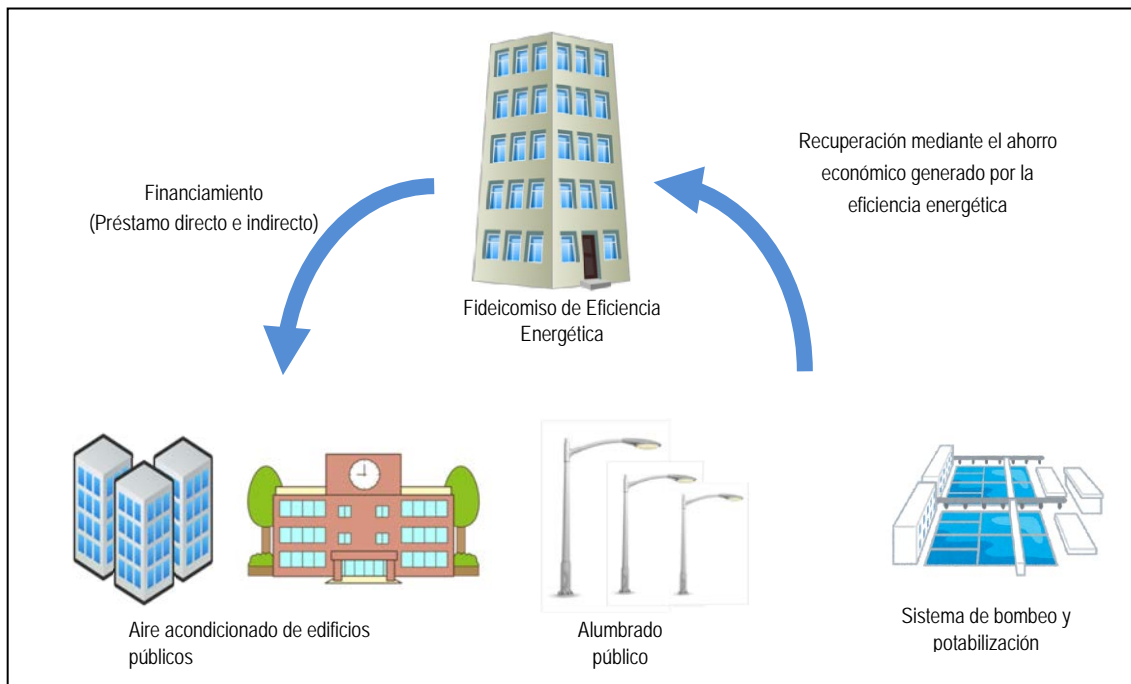 Financiamiento
(Préstamo directo e indirecto)
Recuperación mediante el ahorro
económico generado por la
eficiencia energética
Fideicomiso de Eficiencia
Energética
Aire acondicionado de edificios
públicos
Alumbrado
público
Sistema de bombeo y
potabilización